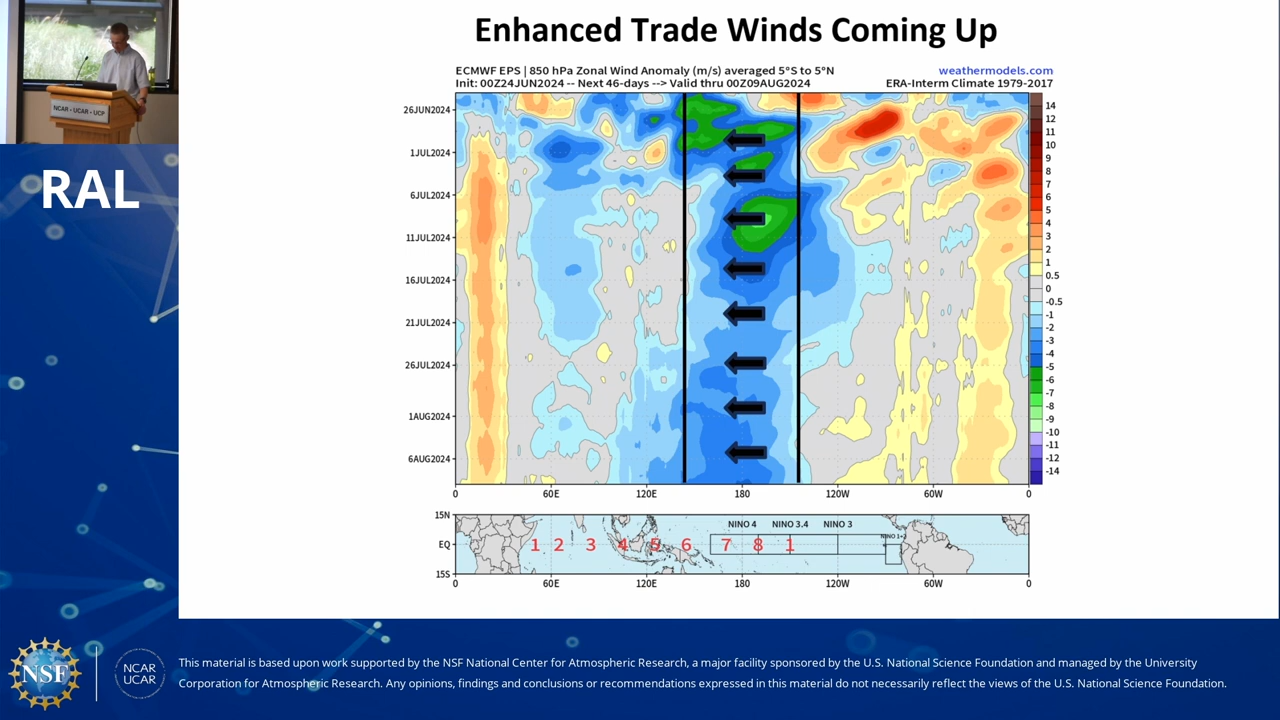 Enhanced Trade Winds Coming Up
ECMWF EPS | 850 hPa Zonal Wind Anomaly (m/s) averaged 5°S to 5°N
weathermodels.com
Init: 00Z24JUN2024 -- Next 46-days --> Valid thru 00Z09AUG2024
ERA-Interm Climate 1979-2017
NCAR - UCAR - UCP
RAL
26JUN2024
1JUL2024
6JUL2024
11JUL2024
16JUL2024
21JUL2024
26JUL2024
1AUG2024
6AUG2024
14
12
11
10
9
8
7
6
5
4
3
2
1
0.5
0
-0.5
-1
-2
-3
-4
-5
-6
-7
-8
-9
-10
-11
-12
-14
0 60E 120E 180 120W 60W 0
15N
EQ
15S
NINO 4 NINO 3.4 NINO 3
NINO 1+2
1 2 3 4 5 6 7 8 1
0 60E 120E 180 120W 60W 0
NSF
NCAR
UCAR
This material is based upon work supported by the NSF National Center for Atmospheric Research, a major facility sponsored by the U.S. National Science Foundation and managed by the University
Corporation for Atmospheric Research. Any opinions, findings and conclusions or recommendations expressed in this material do not necessarily reflect the views of the U.S. National Science Foundation.